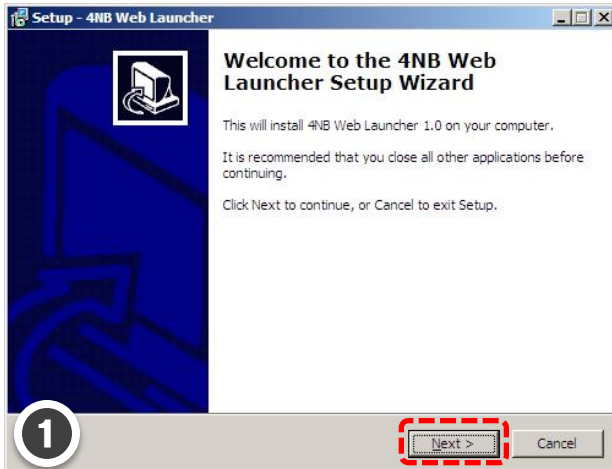 Setup - 4NB Web Launcher
Welcome to the 4NB Web
Launcher Setup Wizard
This will install 4NB Web Launcher 1.0 on your computer.
It is recommended that you close all other applications before
continuing.
Click Next to continue, or Cancel to exit Setup.
1
Next >
Cancel